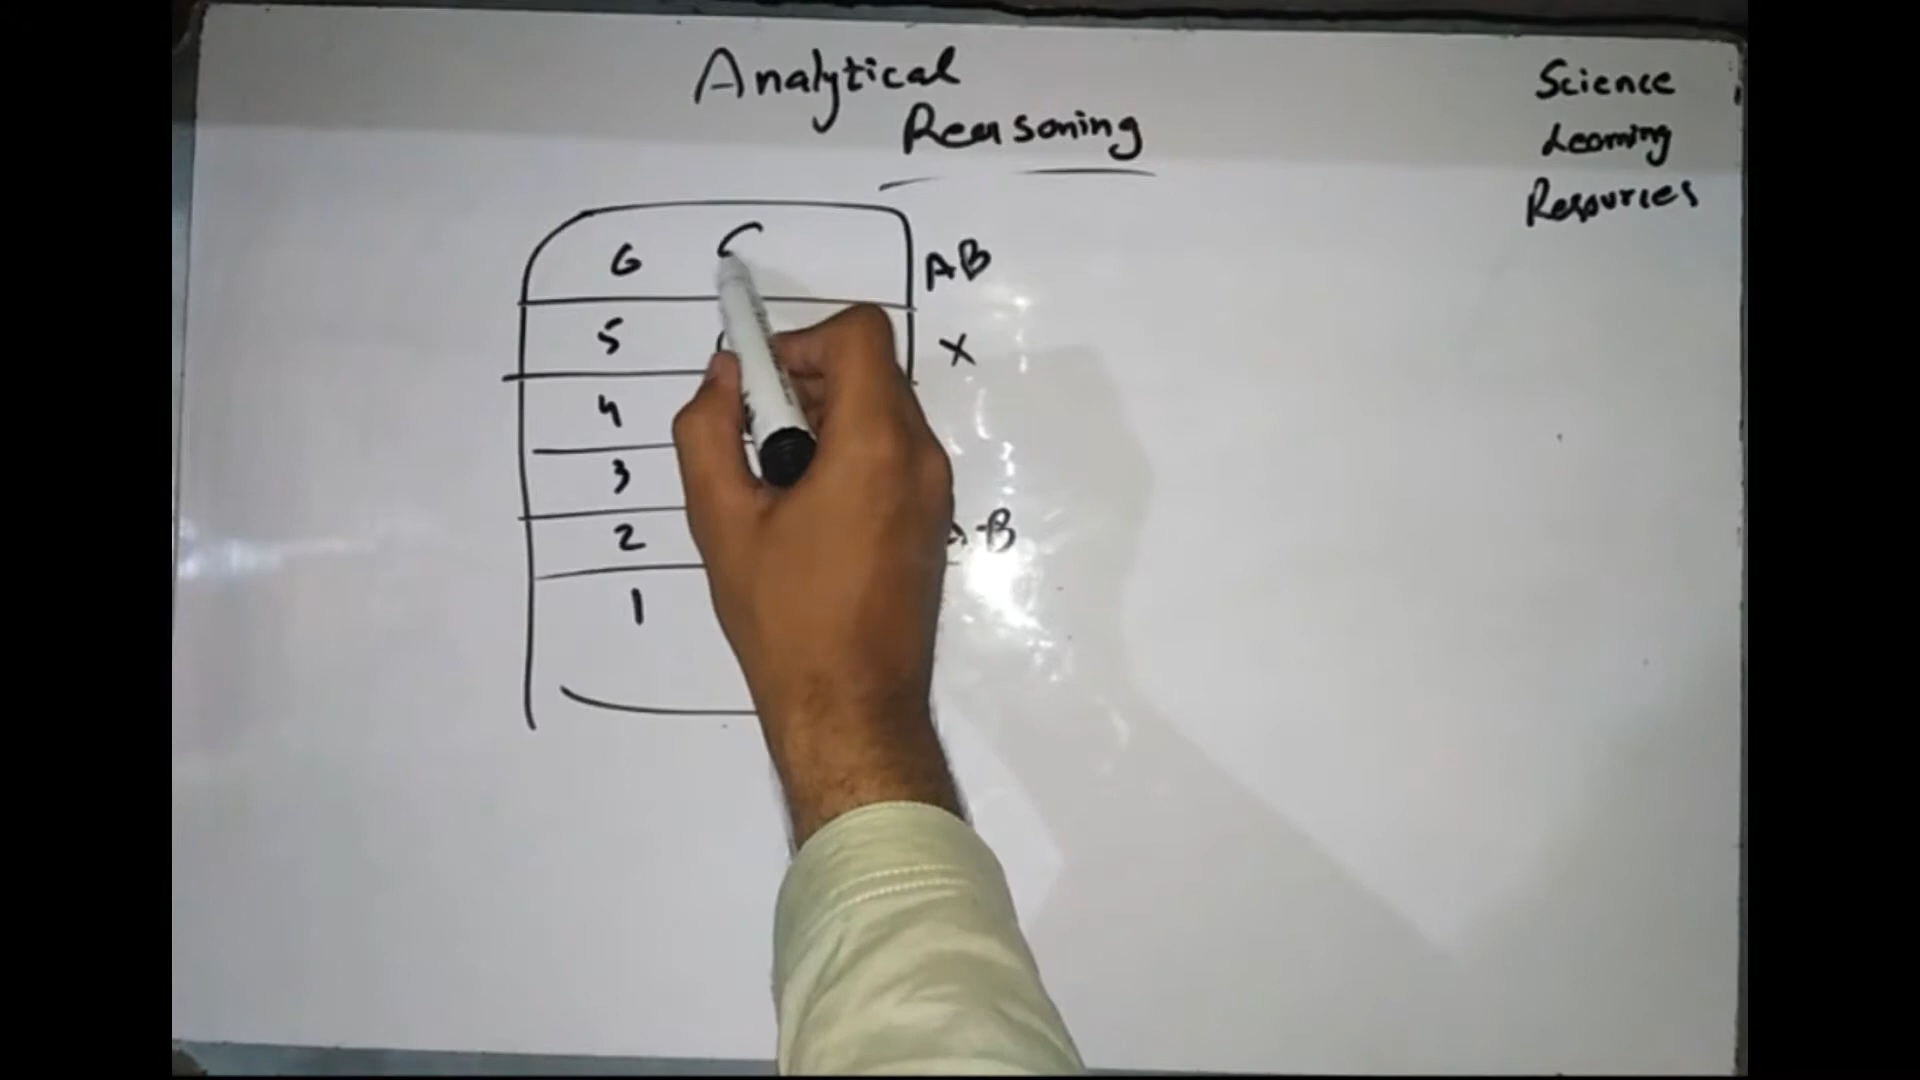 Analytical
Reasoning
Science
Learning
Resources
6 C AB
5 X
4
3
2 A-B
1